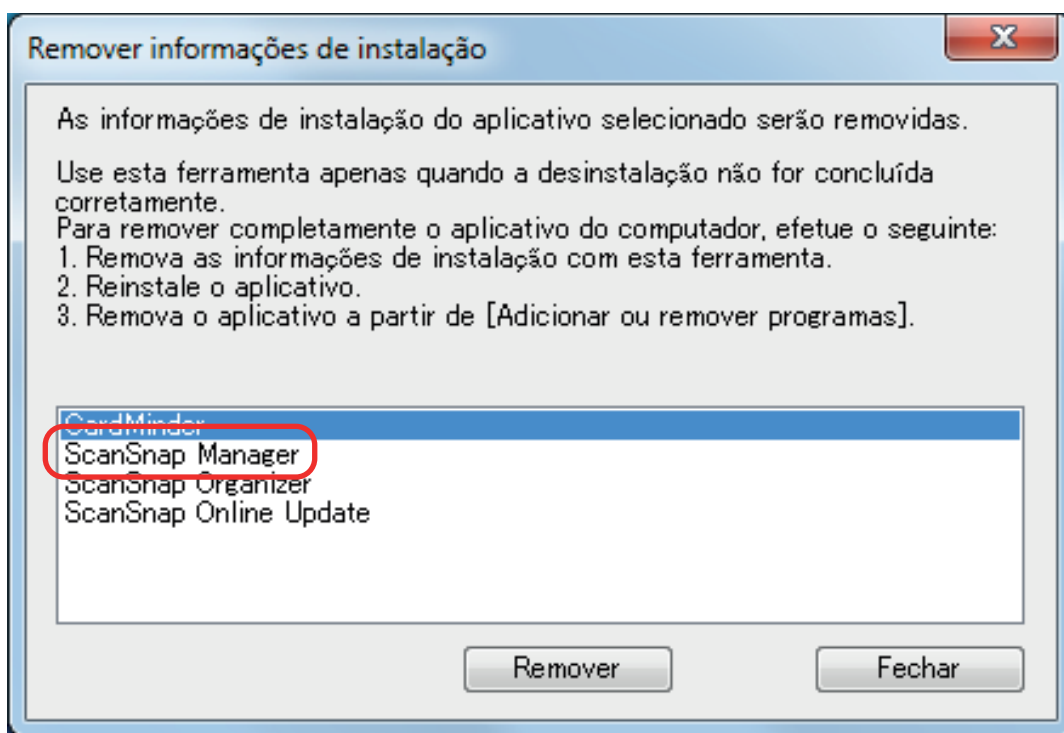 Remover informações de instalação
As informações de instalação do aplicativo selecionado serão removidas.
Use esta ferramenta apenas quando a desinstalação não for concluída
corretamente.
Para remover completamente o aplicativo do computador, efetue o seguinte:
1. Remova as informações de instalação com esta ferramenta.
2. Reinstale o aplicativo.
3. Remova o aplicativo a partir de [Adicionar ou remover programas].
CardMinder
ScanSnap Manager
ScanSnap Organizer
ScanSnap Online Update
Remover
Fechar